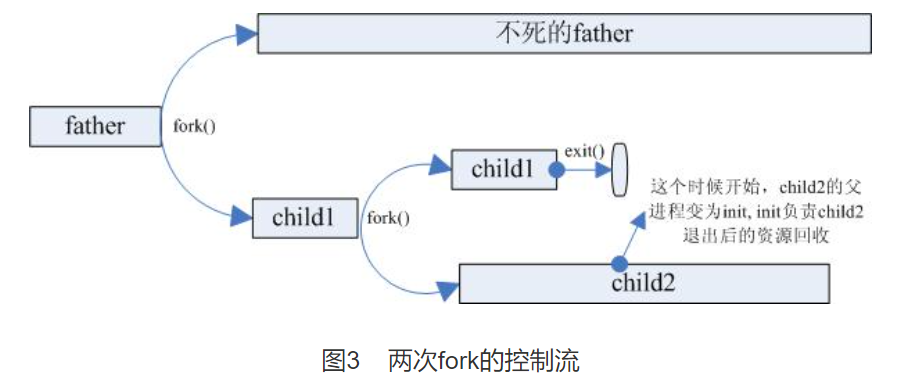 不死的father
father
fork()
child1
exit()
child1
fork()
这个时候开始，child2的父
进程变为init, init负责child2
退出后的资源回收
child2
图3 两次fork的控制流